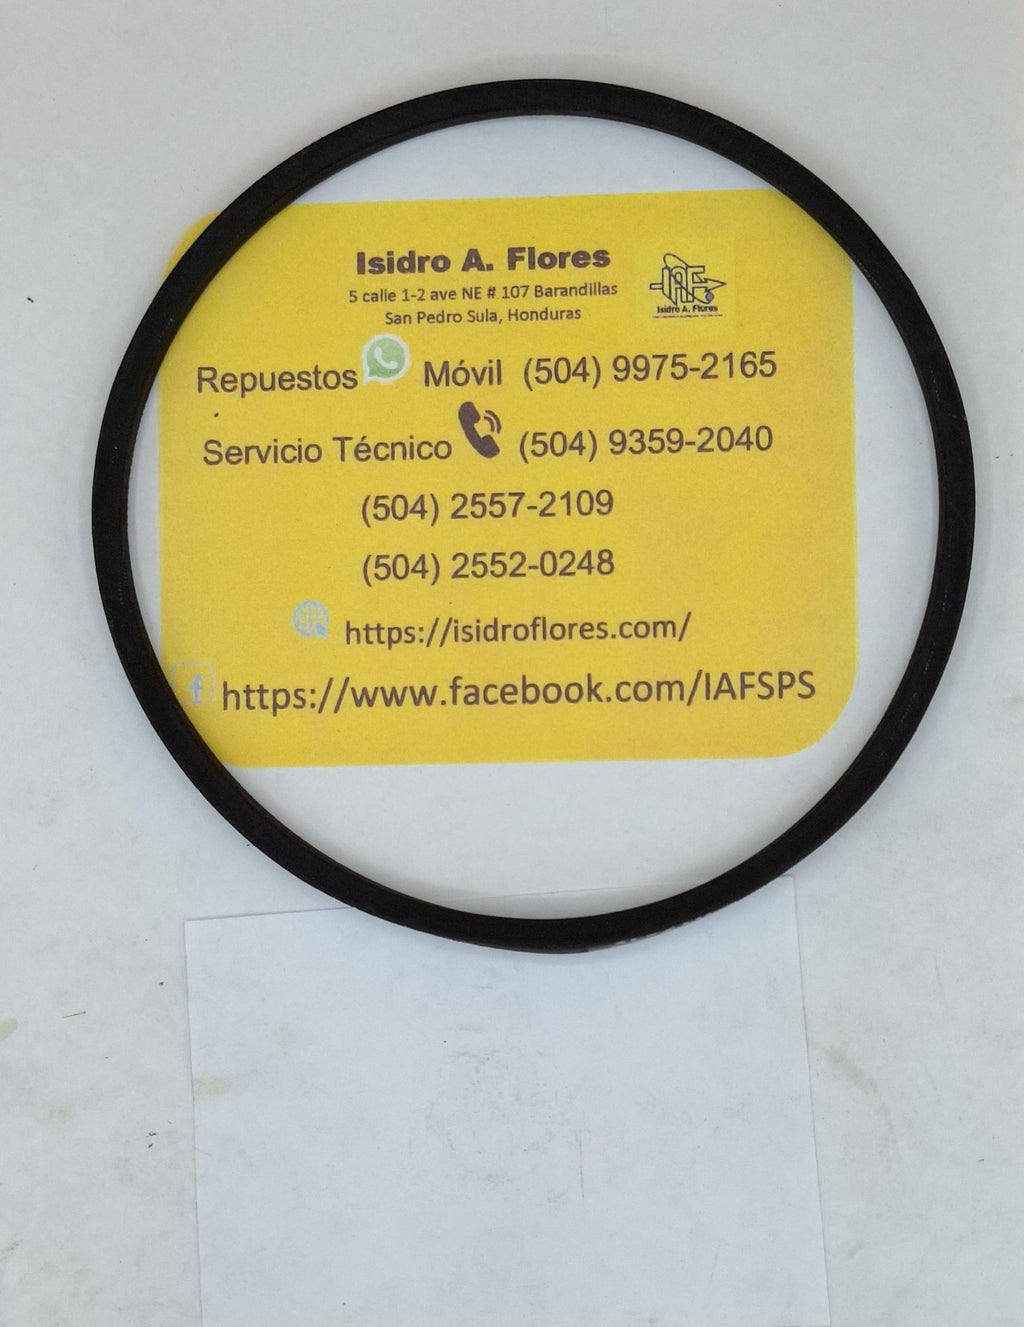 Isidro A. Flores
5 calle 1-2 ave NE # 107 Barandillas
San Pedro Sula, Honduras
IAF
Isidro A. Flores
Repuestos Móvil (504) 9975-2165
Servicio Técnico (504) 9359-2040
(504) 2557-2109
(504) 2552-0248
https://isidroflores.com/
f https://www.facebook.com/IAFSPS